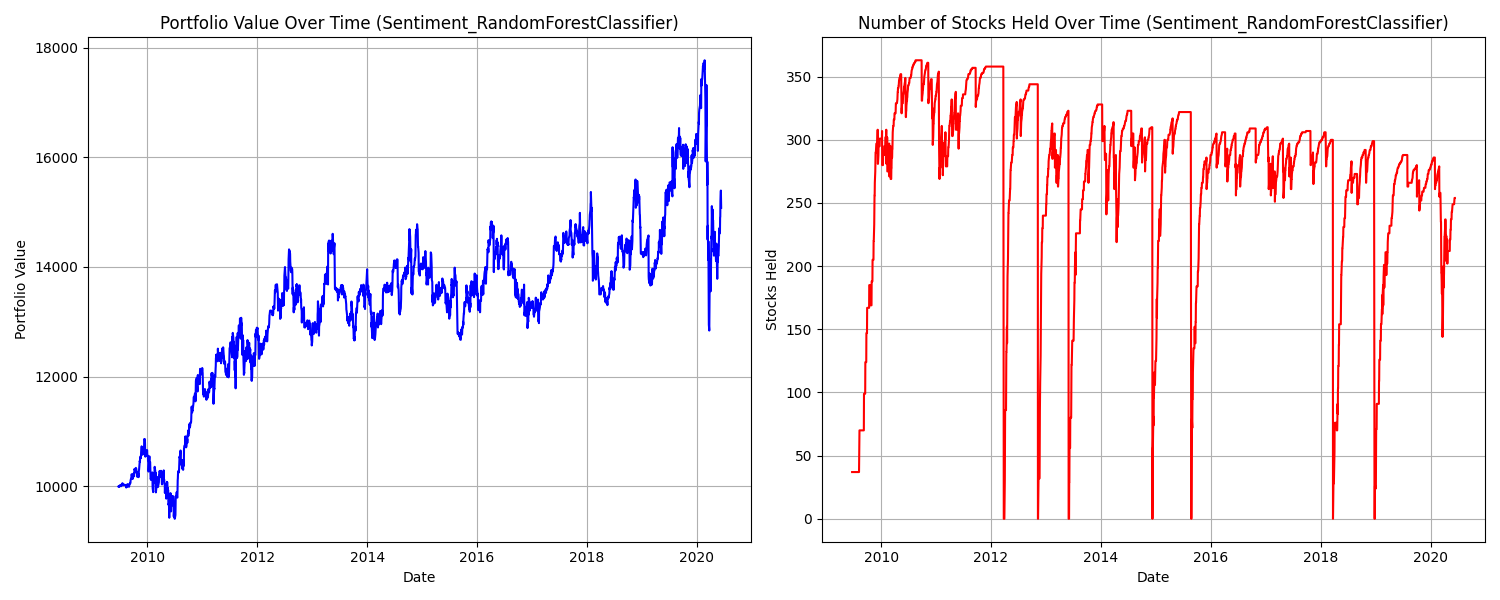 Portfolio Value Over Time (Sentiment_RandomForestClassifier)
Portfolio Value
18000
16000
14000
12000
10000
2010 2012 2014 2016 2018 2020
Date
Number of Stocks Held Over Time (Sentiment_RandomForestClassifier)
Stocks Held
350
300
250
200
150
100
50
0
2010 2012 2014 2016 2018 2020
Date